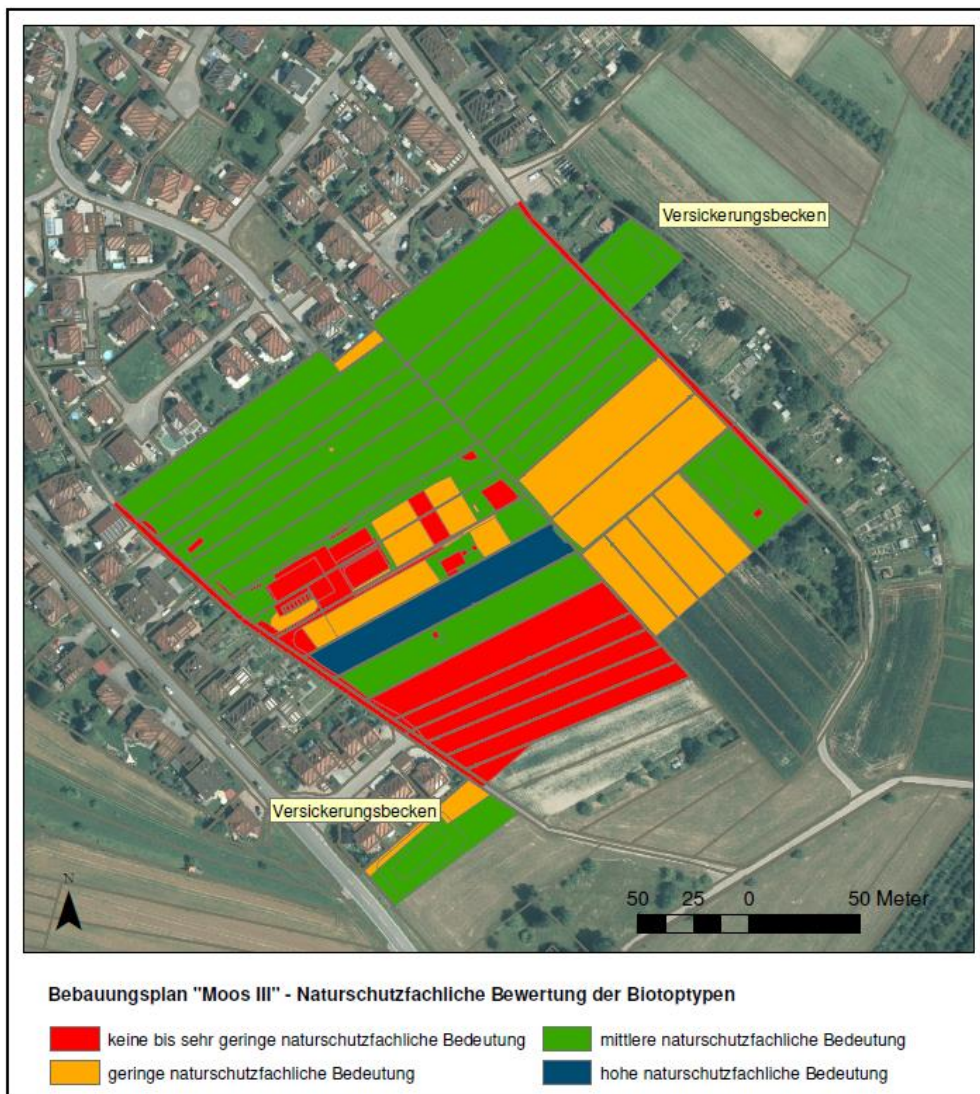 Versickerungsbecken
Versickerungsbecken
N
50 25 0 50 Meter
Bebauungsplan "Moos III" - Naturschutzfachliche Bewertung der Biotoptypen
keine bis sehr geringe naturschutzfachliche Bedeutung
mittlere naturschutzfachliche Bedeutung
geringe naturschutzfachliche Bedeutung
hohe naturschutzfachliche Bedeutung